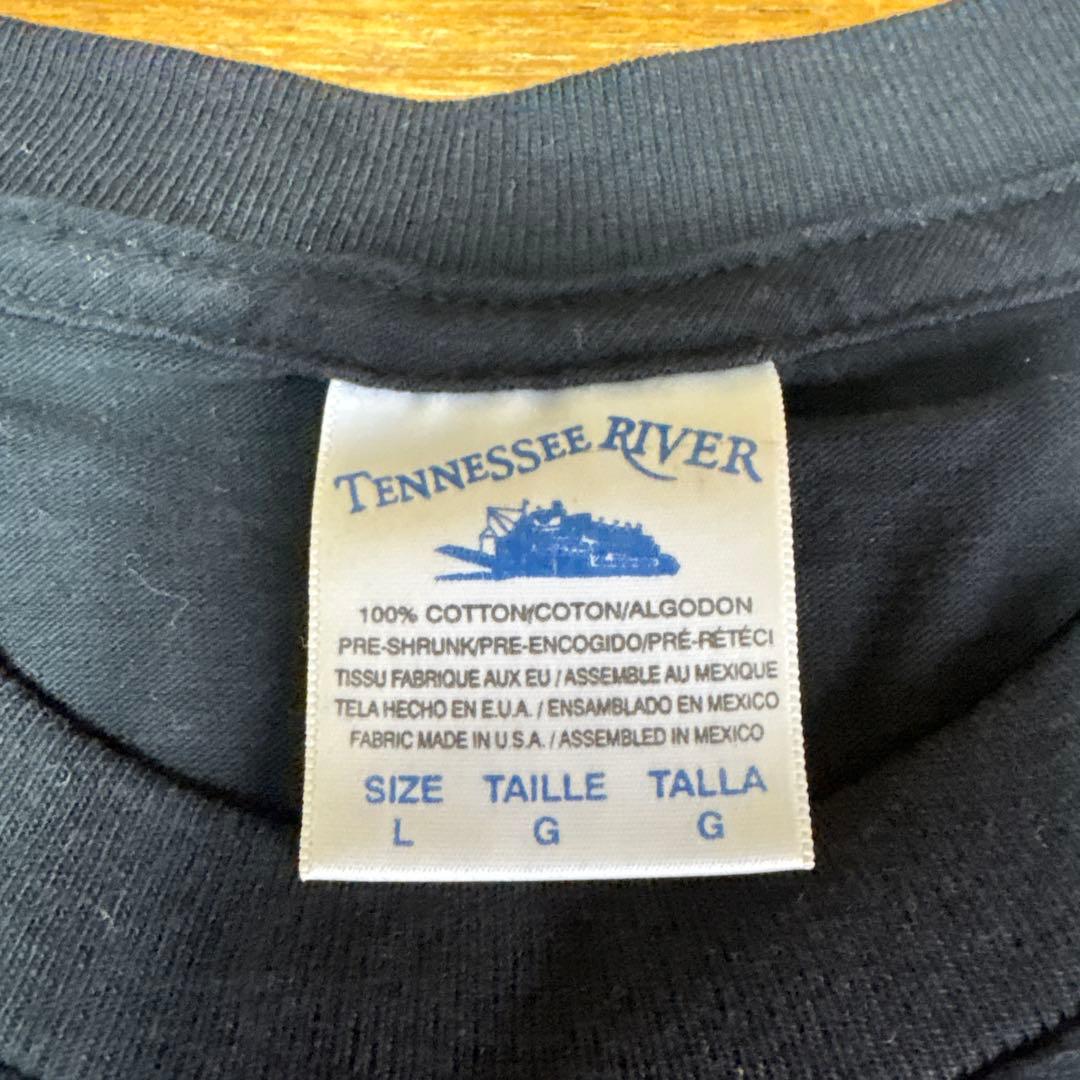 TENNESSEE RIVER
100% COTTON/COTON/ALGODON
PRE-SHRUNK/PRE-ENCOGIDO/PRÉ-RÉTÉCI
TISSU FABRIQUE AUX EU / ASSEMBLE AU MEXIQUE
TELA HECHO EN E.U.A. / ENSAMBLADO EN MEXICO
FABRIC MADE IN U.S.A. / ASSEMBLED IN MEXICO
SIZE TAILLE TALLA
L G G